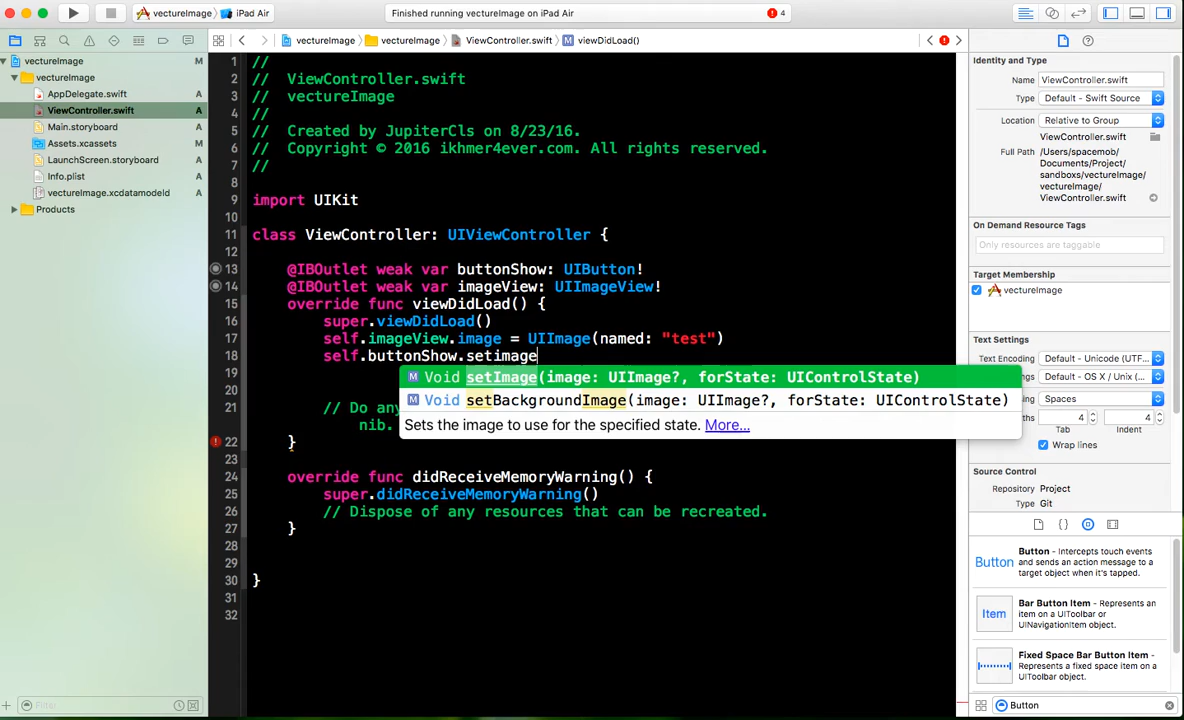 vectureImage
iPad Air
Finished running vectureImage on iPad Air
4
vectureImage
vectureImage
ViewController.swift
viewDidLoad()
vectureImage M
vectureImage
AppDelegate.swift A
ViewController.swift A
Main.storyboard A
Assets.xcassets M
LaunchScreen.storyboard A
Info.plist A
vectureImage.xcdatamodeld A
Products
Filter
1 //
2 //  ViewController.swift
3 //  vectureImage
4 //
5 //  Created by JupiterCls on 8/23/16.
6 //  Copyright © 2016 ikhmer4ever.com. All rights reserved.
7 //
8
9 import UIKit
10
11 class ViewController: UIViewController {
12
13 @IBOutlet weak var buttonShow: UIButton!
14 @IBOutlet weak var imageView: UIImageView!
15 override func viewDidLoad() {
16 super.viewDidLoad()
17 self.imageView.image = UIImage(named: "test")
18 self.buttonShow.setimage
M Void setImage(image: UIImage?, forState: UIControlState)
M Void setBackgroundImage(image: UIImage?, forState: UIControlState)
Sets the image to use for the specified state. More...
19
20
21 // Do any
nib.
22 }
23
24 override func didReceiveMemoryWarning() {
25 super.didReceiveMemoryWarning()
26 // Dispose of any resources that can be recreated.
27 }
28
29
30 }
31
32
Identity and Type
Name ViewController.swift
Type Default - Swift Source
Location Relative to Group
ViewController.swift
Full Path /Users/spacemob/
Documents/Project/
sandboxs/vectureImage/
vectureImage/
ViewController.swift
On Demand Resource Tags
Only resources are taggable
Target Membership
vectureImage
Text Settings
Text Encoding Default - Unicode (UTF...
ngs Default - OS X / Unix (...
Spaces
ths 4 4
Tab Indent
Wrap lines
Source Control
Repository Project
Type Git
Button
Button - Intercepts touch events
and sends an action message to a
target object when it's tapped.
Item
Bar Button Item - Represents an
item on a UIToolbar or
UINavigationItem object.
Fixed Space Bar Button Item -
Represents a fixed space item on a
UIToolbar object.
Button